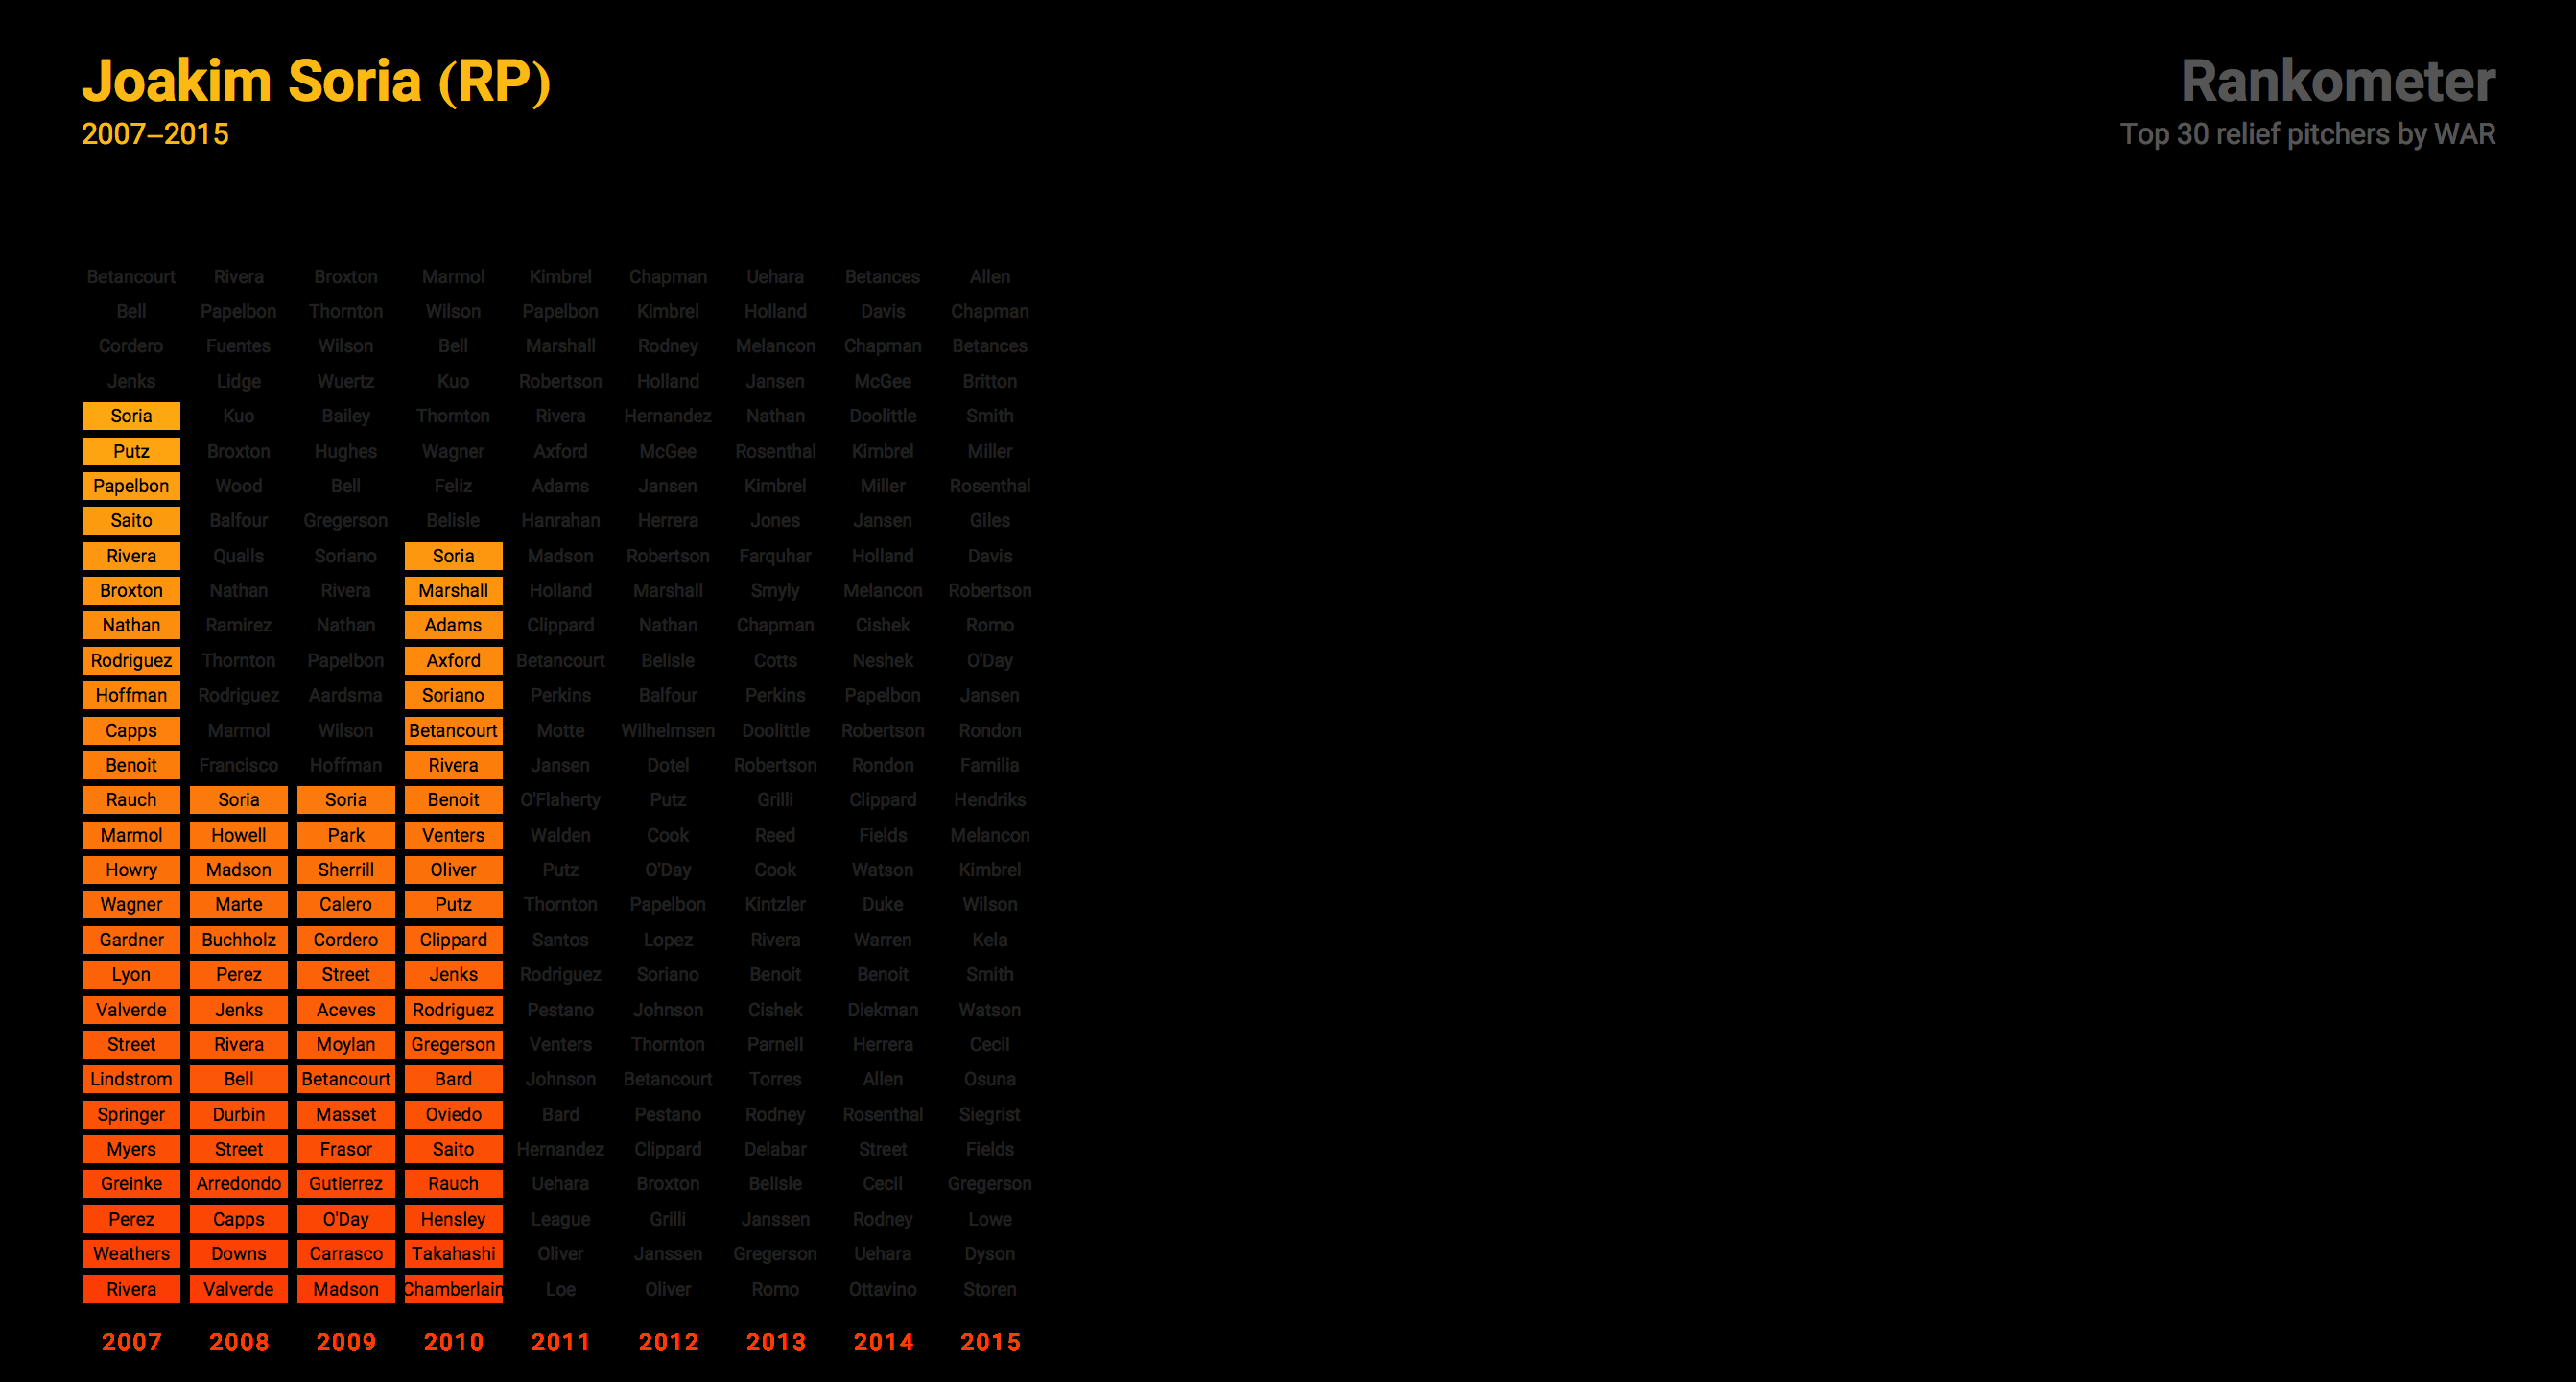 Joakim Soria (RP)
2007–2015
Rankometer
Top 30 relief pitchers by WAR
Betancourt Rivera Broxton Marmol Kimbrel Chapman Uehara Betances Allen
Bell Papelbon Thornton Wilson Papelbon Kimbrel Holland Davis Chapman
Cordero Fuentes Wilson Bell Marshall Rodney Melancon Chapman Betances
Jenks Lidge Wuertz Kuo Robertson Holland Jansen McGee Britton
Soria Kuo Bailey Thornton Rivera Hernandez Nathan Doolittle Smith
Putz Broxton Hughes Wagner Axford McGee Rosenthal Kimbrel Miller
Papelbon Wood Bell Feliz Adams Jansen Kimbrel Miller Rosenthal
Saito Balfour Gregerson Belisle Hanrahan Herrera Jones Jansen Giles
Rivera Qualls Soriano Soria Madson Robertson Farquhar Holland Davis
Broxton Nathan Rivera Marshall Holland Marshall Smyly Melancon Robertson
Nathan Ramirez Nathan Adams Clippard Nathan Chapman Cishek Romo
Rodriguez Thornton Papelbon Axford Betancourt Belisle Cotts Neshek O'Day
Hoffman Rodriguez Aardsma Soriano Perkins Balfour Perkins Papelbon Jansen
Capps Marmol Wilson Betancourt Motte Wilhelmsen Doolittle Robertson Rondon
Benoit Francisco Hoffman Rivera Jansen Dotel Robertson Rondon Familia
Rauch Soria Soria Benoit O'Flaherty Putz Grilli Clippard Hendriks
Marmol Howell Park Venters Walden Cook Reed Fields Melancon
Howry Madson Sherrill Oliver Putz O'Day Cook Watson Kimbrel
Wagner Marte Calero Putz Thornton Papelbon Kintzler Duke Wilson
Gardner Buchholz Cordero Clippard Santos Lopez Rivera Warren Kela
Lyon Perez Street Jenks Rodriguez Soriano Benoit Benoit Smith
Valverde Jenks Aceves Rodriguez Pestano Johnson Cishek Diekman Watson
Street Rivera Moylan Gregerson Venters Thornton Parnell Herrera Cecil
Lindstrom Bell Betancourt Bard Johnson Betancourt Torres Allen Osuna
Springer Durbin Masset Oviedo Bard Pestano Rodney Rosenthal Siegrist
Myers Street Frasor Saito Hernandez Clippard Delabar Street Fields
Greinke Arredondo Gutierrez Rauch Uehara Broxton Belisle Cecil Gregerson
Perez Capps O'Day Hensley League Grilli Janssen Rodney Lowe
Weathers Downs Carrasco Takahashi Oliver Janssen Gregerson Uehara Dyson
Rivera Valverde Madson Chamberlain Loe Oliver Romo Ottavino Storen
2007 2008 2009 2010 2011 2012 2013 2014 2015